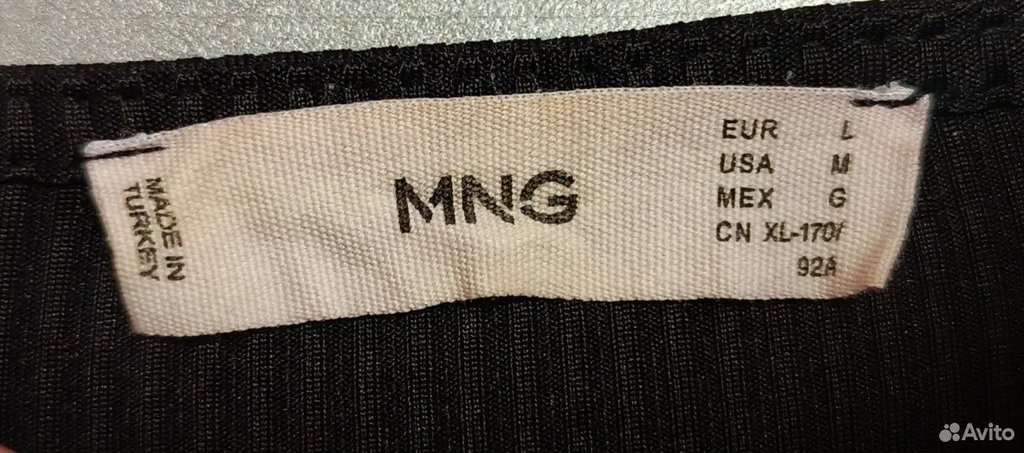 MADE IN
TURKEY
MNG
EUR L
USA M
MEX G
CN XL-170/
92A
Avito